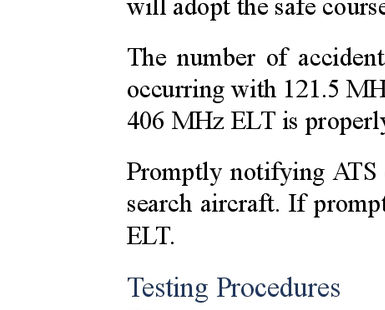 will adopt the safe course
The number of accident
occurring with 121.5 MH
406 MHz ELT is properly
Promptly notifying ATS
search aircraft. If prompt
ELT.
Testing Procedures